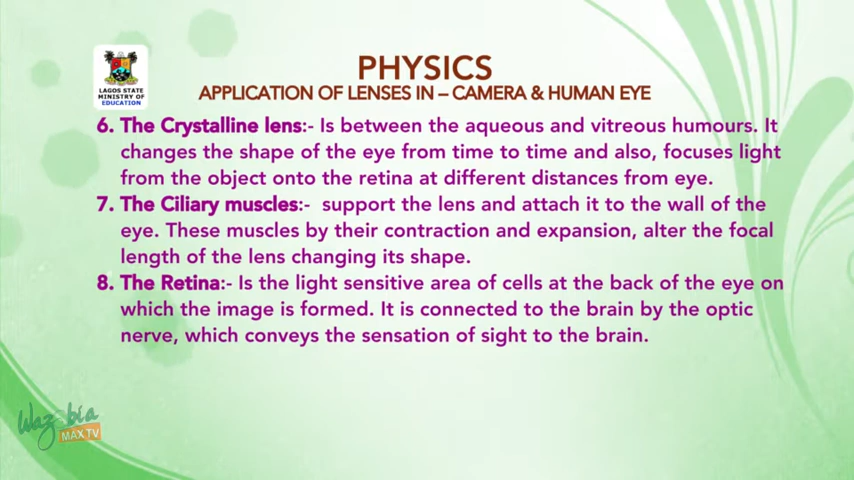 PHYSICS
LAGOS STATE
MINISTRY OF
EDUCATION
APPLICATION OF LENSES IN – CAMERA & HUMAN EYE
6. The Crystalline lens:- Is between the aqueous and vitreous humours. It
changes the shape of the eye from time to time and also, focuses light
from the object onto the retina at different distances from eye.
7. The Ciliary muscles:- support the lens and attach it to the wall of the
eye. These muscles by their contraction and expansion, alter the focal
length of the lens changing its shape.
8. The Retina:- Is the light sensitive area of cells at the back of the eye on
which the image is formed. It is connected to the brain by the optic
nerve, which conveys the sensation of sight to the brain.
Wazobia
MAX TV